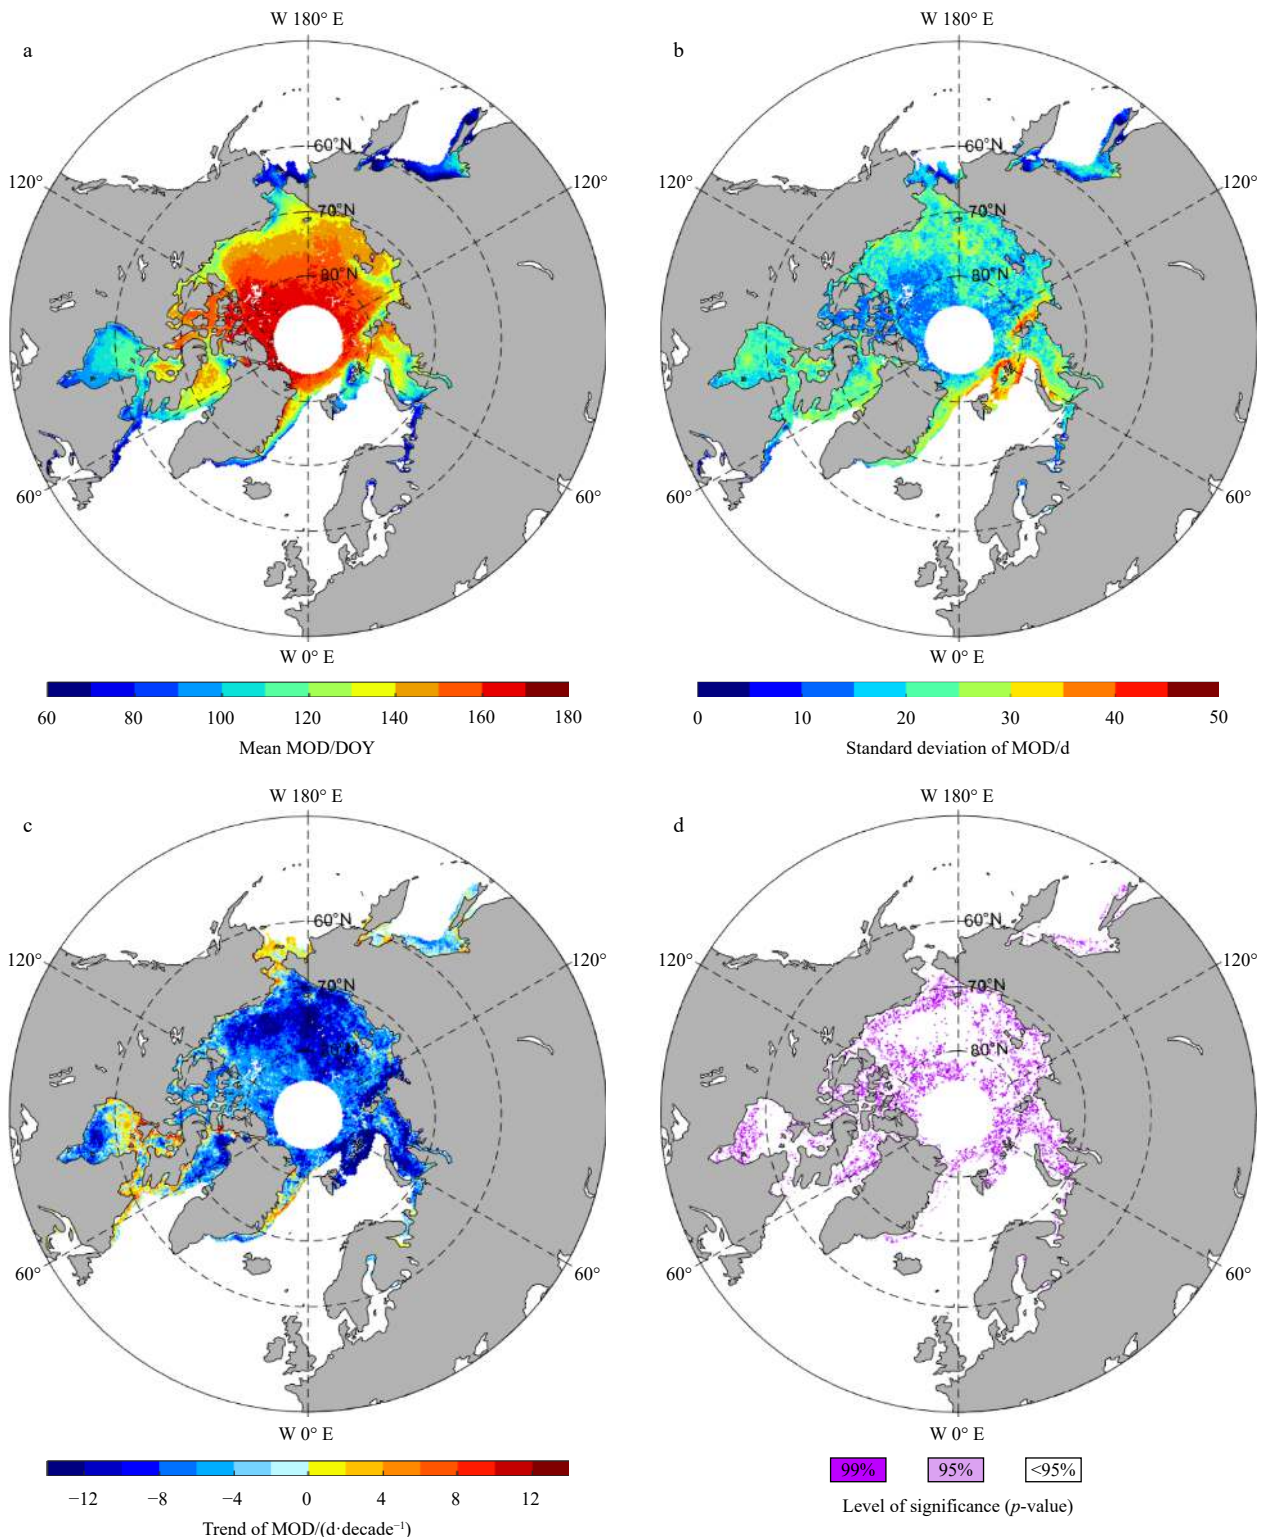 W 180° E
W 180° E
a
b
60°N
60°N
120°
120°
120°
120°
70°N
70°N
80°N
80°N
60°
60°
60°
60°
W 0° E
W 0° E
60 80 100 120 140 160 180
0 10 20 30 40 50
Mean MOD/DOY
Standard deviation of MOD/d
W 180° E
W 180° E
c
d
60°N
60°N
120°
120°
120°
120°
70°N
70°N
80°N
80°N
60°
60°
60°
60°
W 0° E
W 0° E
−12 −8 −4 0 4 8 12
99% 95% <95%
Trend of MOD/(d·decade⁻¹)
Level of significance (p-value)